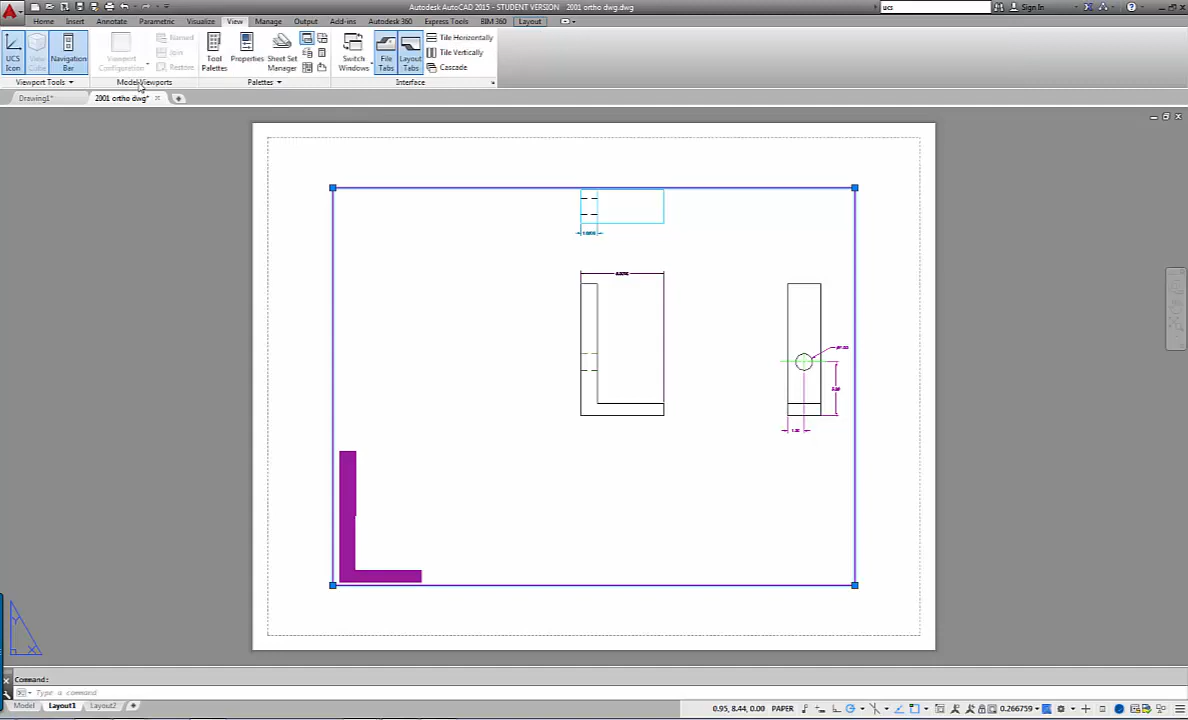 Autodesk AutoCAD 2015 - STUDENT VERSION 2001 ortho dwg.dwg
ucs
Sign In
Home Insert Annotate Parametric Visualize View Manage Output Add-ins Autodesk 360 Express Tools BIM 360 Layout
UCS Icon
View Cube
Navigation Bar
Viewport Configuration
Named
Join
Restore
Tool Palettes
Properties
Sheet Set Manager
Switch Windows
File Tabs
Layout Tabs
Tile Horizontally
Tile Vertically
Cascade
Viewport Tools
Model Viewports
Palettes
Interface
Drawing1*
2001 ortho dwg*
Y
X
Command:
Type a command
Model Layout1 Layout2
0.95, 8.44, 0.00 PAPER
0.266759